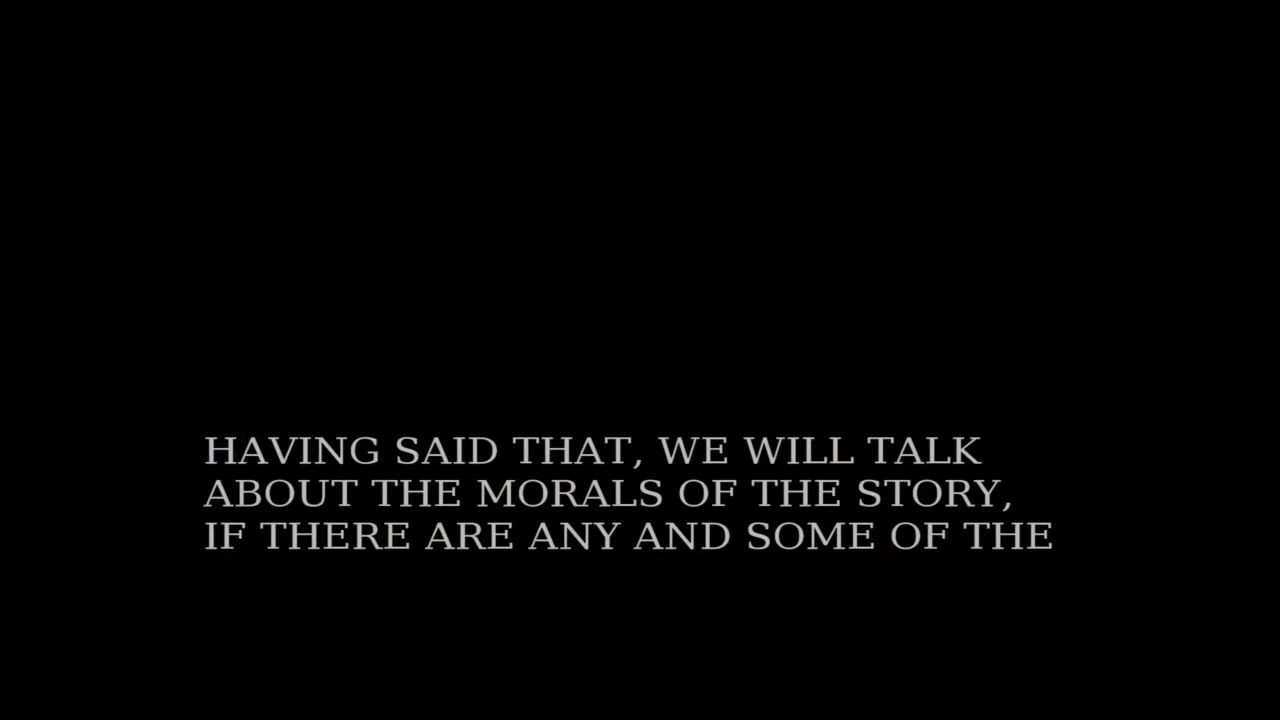 HAVING SAID THAT, WE WILL TALK
ABOUT THE MORALS OF THE STORY,
IF THERE ARE ANY AND SOME OF THE